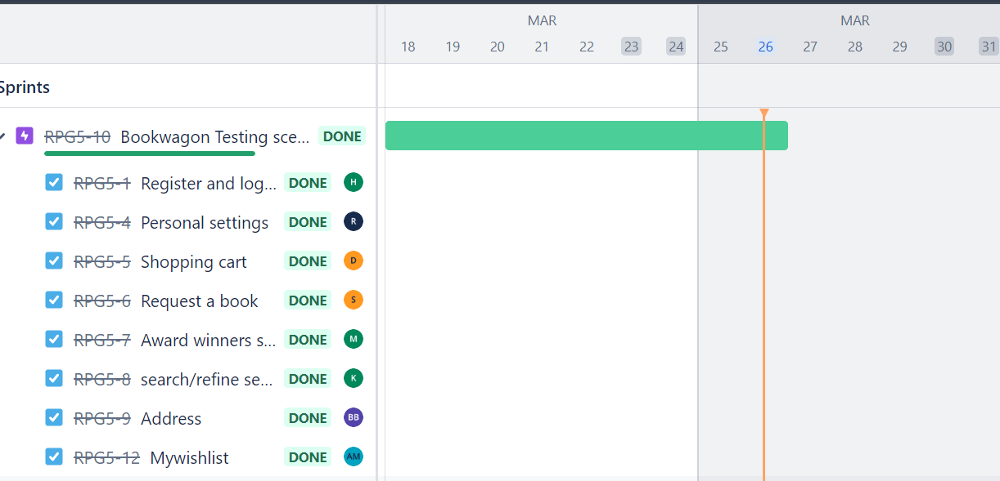 MAR MAR
18 19 20 21 22 23 24 25 26 27 28 29 30 31
Sprints
RPG5-10 Bookwagon Testing sce... DONE
RPG5-1 Register and log... DONE H
RPG5-4 Personal settings DONE R
RPG5-5 Shopping cart DONE D
RPG5-6 Request a book DONE S
RPG5-7 Award winners s... DONE M
RPG5-8 search/refine se... DONE K
RPG5-9 Address DONE BB
RPG5-12 Mywishlist DONE AM